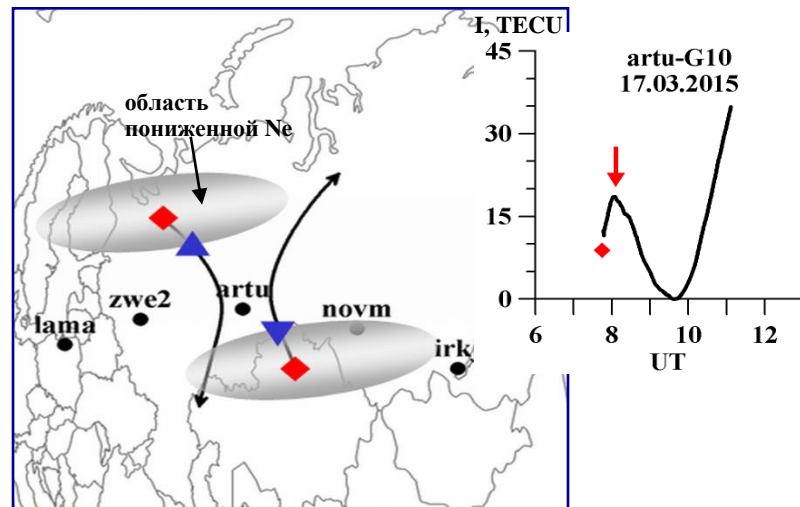 область
пониженной Ne
artu
zwe2
novm
lama
irk
I, TECU
45
artu-G10
17.03.2015
30
15
0
6 8 10 12
UT